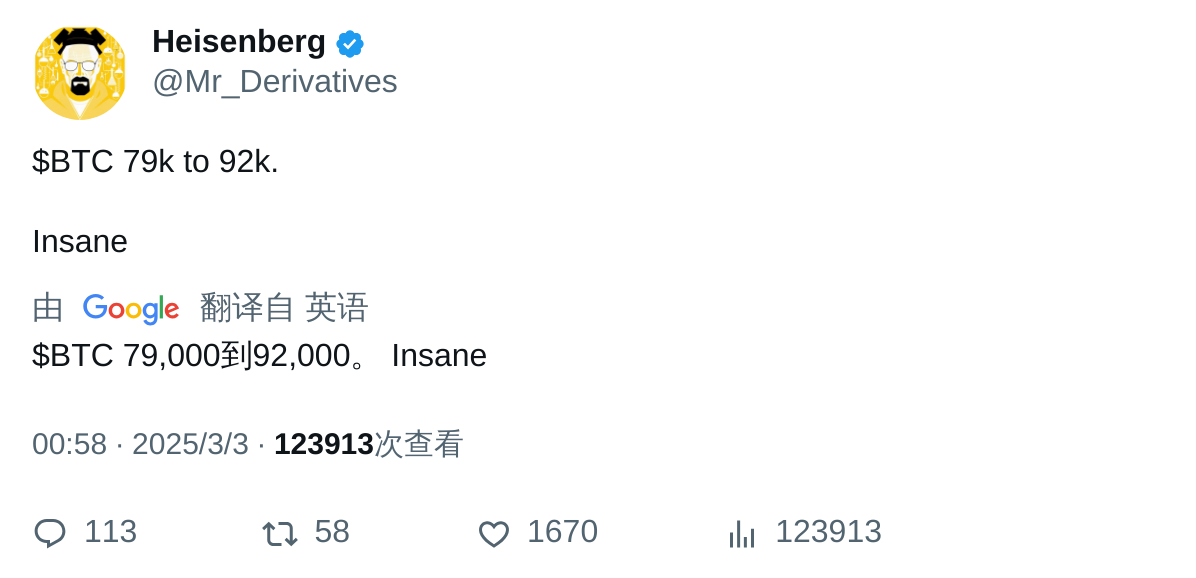 Heisenberg
@Mr_Derivatives
$BTC 79k to 92k.
Insane
由 Google 翻译自 英语
$BTC 79,000到92,000。 Insane
00:58 · 2025/3/3 · 123913次查看
113 58 1670 123913